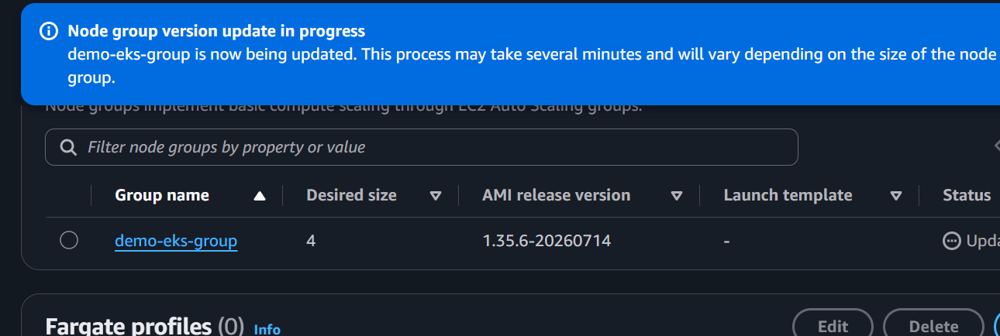 Node group version update in progress
demo-eks-group is now being updated. This process may take several minutes and will vary depending on the size of the node
group.
Node groups implement basic compute scaling through EC2 Auto Scaling groups.
Filter node groups by property or value
Group name Desired size AMI release version Launch template Status
demo-eks-group 4 1.35.6-20260714 - Upda
Fargate profiles (0) Info Edit Delete